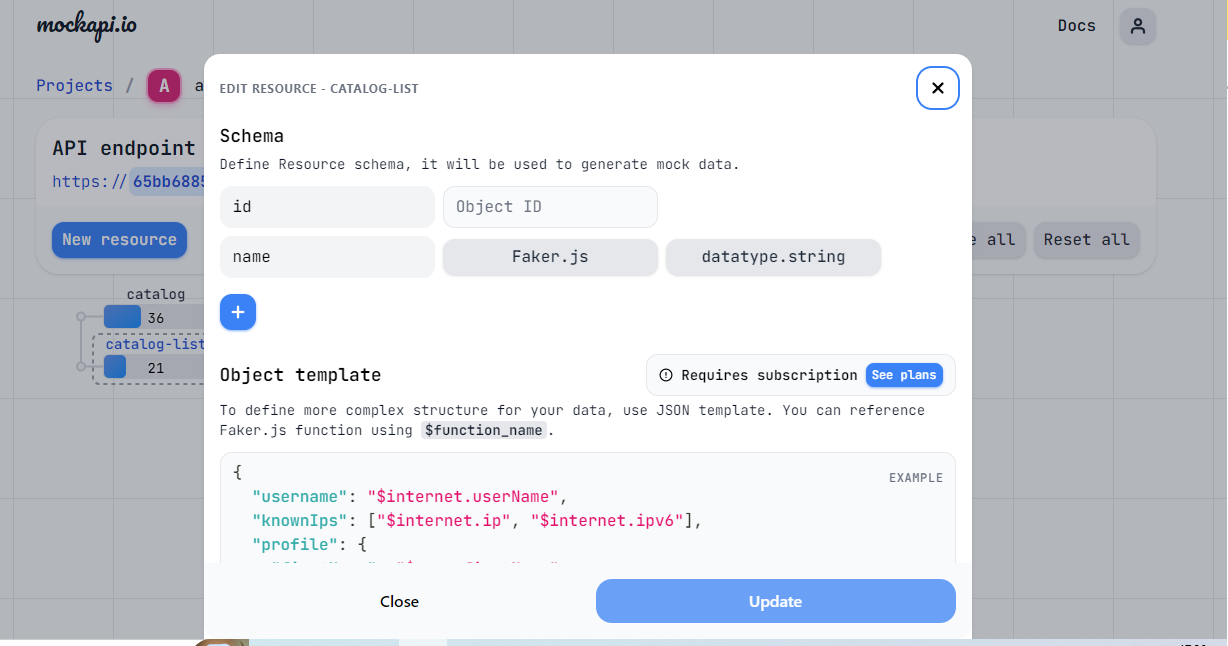 mockapi.io
Docs
Projects / A a
EDIT RESOURCE - CATALOG-LIST
Schema
Define Resource schema, it will be used to generate mock data.
id Object ID
name Faker.js datatype.string
+
API endpoint
https://65bb6885
New resource
e all Reset all
catalog
36
catalog-list
21
Object template
Requires subscription See plans
To define more complex structure for your data, use JSON template. You can reference
Faker.js function using $function_name.
EXAMPLE
{
"username": "$internet.userName",
"knownIps": ["$internet.ip", "$internet.ipv6"],
"profile": {
Close Update